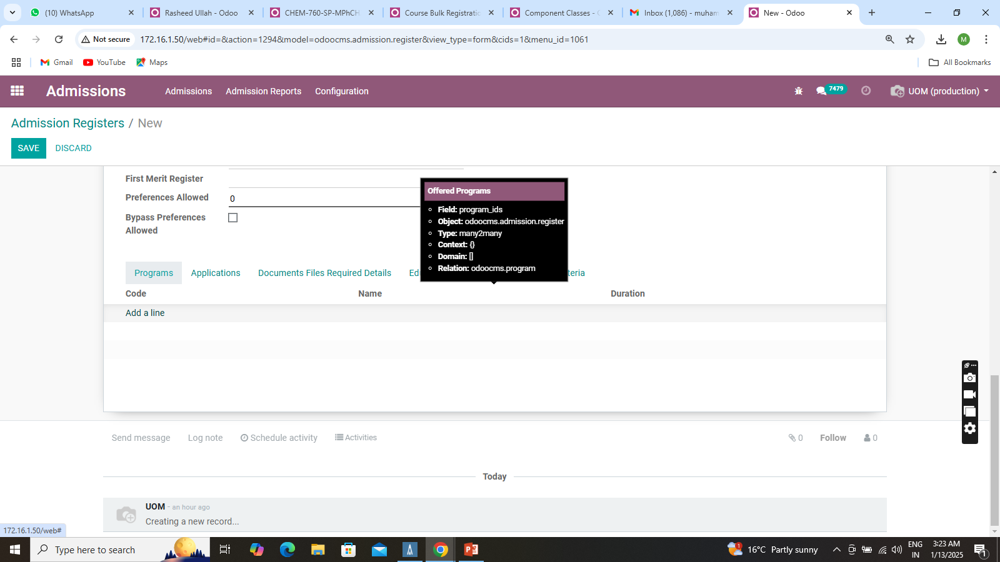 (10) WhatsApp
Rasheed Ullah - Odoo
CHEM-760-SP-MPhCH
Course Bulk Registratio
Component Classes - 
Inbox (1,086) - muham
New - Odoo
Not secure
172.16.1.50/web#id=&action=1294&model=odoocms.admission.register&view_type=form&cids=1&menu_id=1061
M
Gmail
YouTube
Maps
All Bookmarks
Admissions
Admissions
Admission Reports
Configuration
7479
UOM (production)
Admission Registers / New
SAVE
DISCARD
First Merit Register
Preferences Allowed
0
Bypass Preferences
Allowed
Offered Programs
Field: program_ids
Object: odoocms.admission.register
Type: many2many
Context: {}
Domain: []
Relation: odoocms.program
Programs
Applications
Documents Files Required Details
Ed
teria
Code
Name
Duration
Add a line
Send message
Log note
Schedule activity
Activities
0
Follow
0
Today
UOM - an hour ago
Creating a new record...
172.16.1.50/web#
Type here to search
1
16°C Partly sunny
ENG
IN
3:23 AM
1/13/2025
1